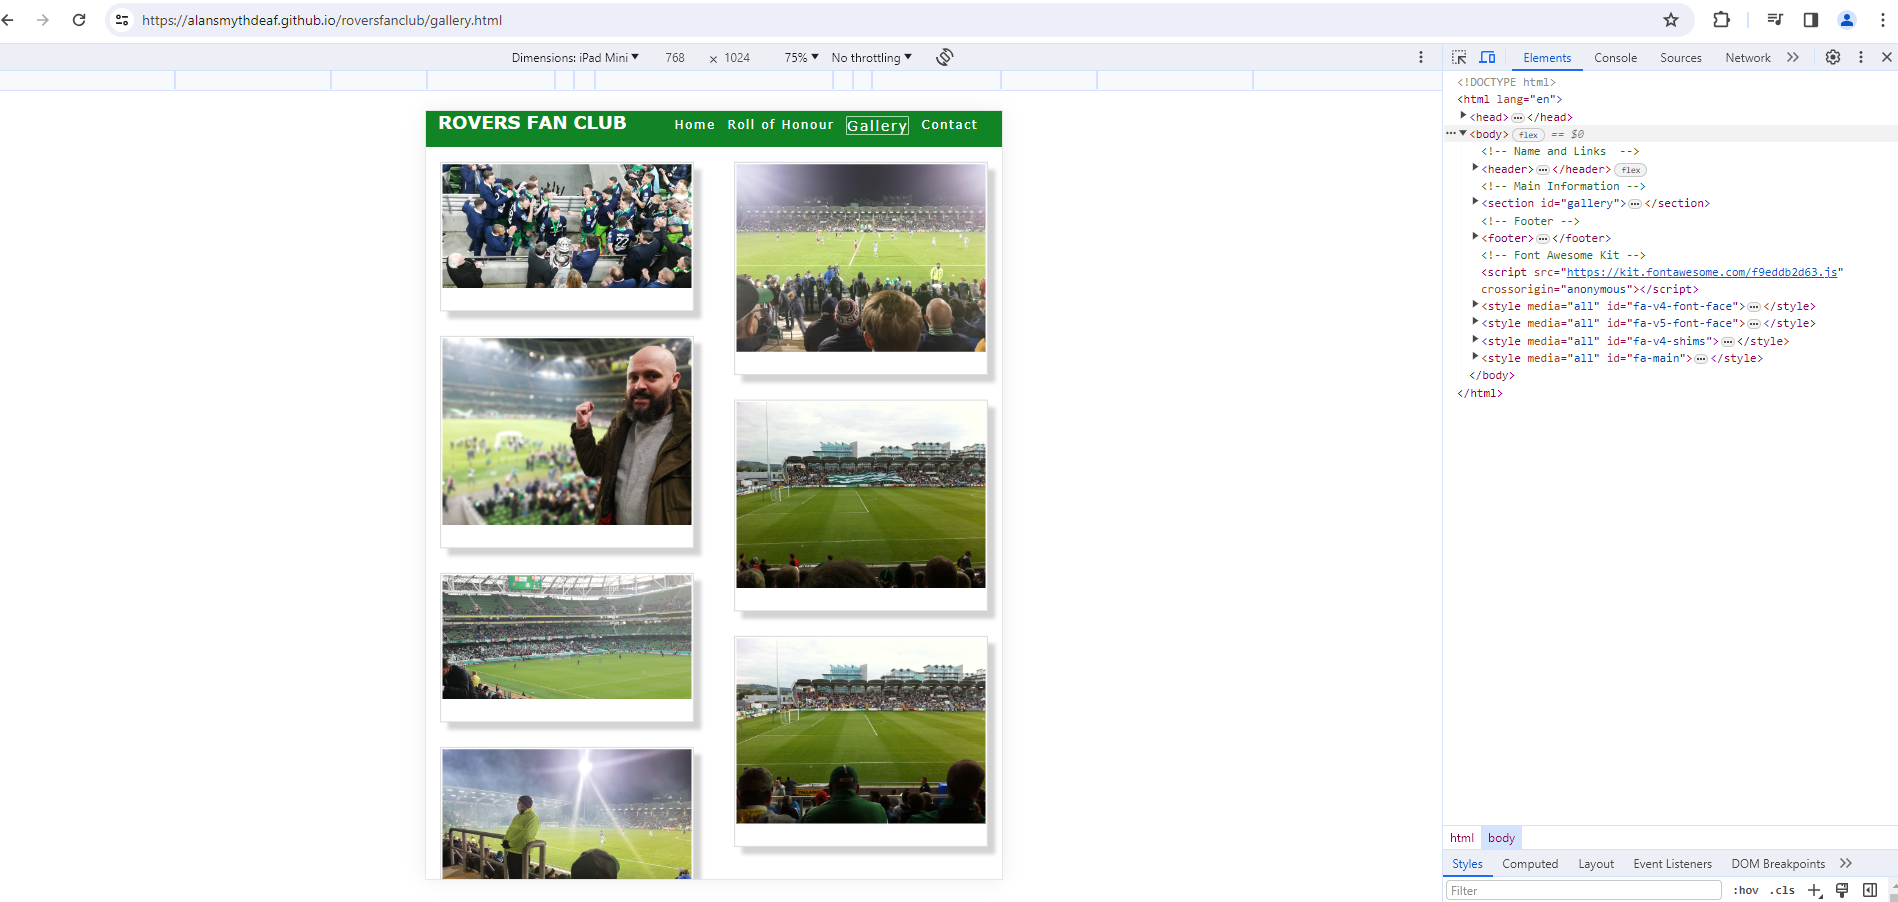 https://alansmythdeaf.github.io/roversfanclub/gallery.html
Dimensions: iPad Mini 768 × 1024 75% No throttling
Elements Console Sources Network
ROVERS FAN CLUB Home Roll of Honour Gallery Contact
22
<!DOCTYPE html>
<html lang="en">
<head> ••• </head>
••• <body> flex == $0
<!-- Name and Links -->
<header> ••• </header> flex
<!-- Main Information -->
<section id="gallery"> ••• </section>
<!-- Footer -->
<footer> ••• </footer>
<!-- Font Awesome Kit -->
<script src="https://kit.fontawesome.com/f9eddb2d63.js"
crossorigin="anonymous"></script>
<style media="all" id="fa-v4-font-face"> ••• </style>
<style media="all" id="fa-v5-font-face"> ••• </style>
<style media="all" id="fa-v4-shims"> ••• </style>
<style media="all" id="fa-main"> ••• </style>
</body>
</html>
html body
Styles Computed Layout Event Listeners DOM Breakpoints
Filter :hov .cls